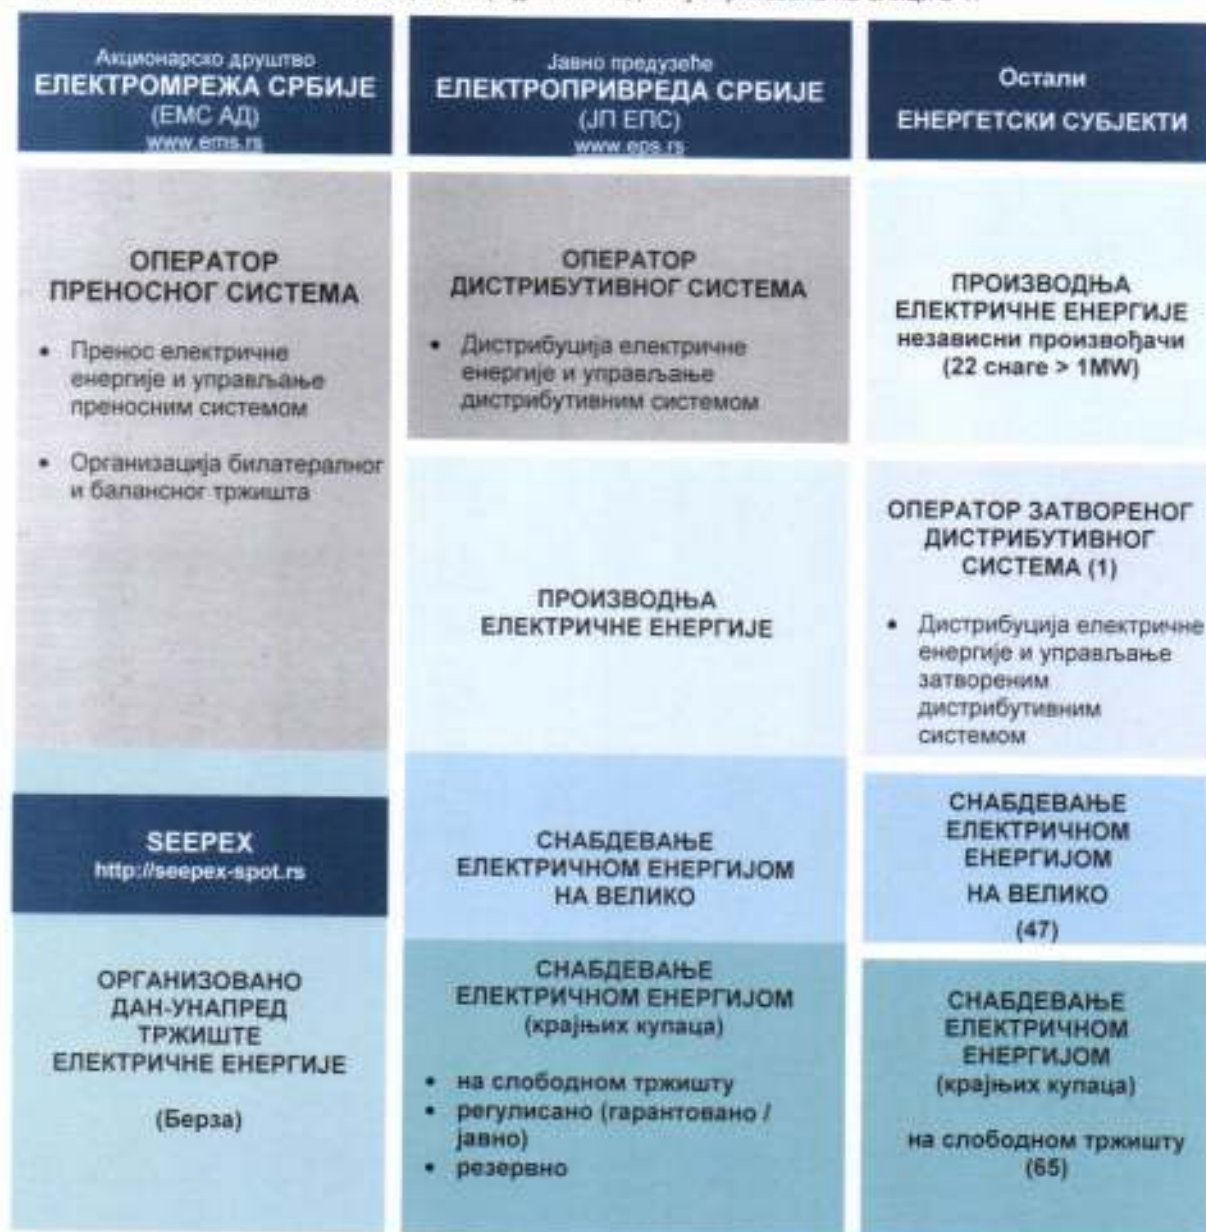 Акционарско друштво
ЕЛЕКТРОМРЕЖА СРБИЈЕ
(ЕМС АД)
www.ems.rs
Јавно предузеће
ЕЛЕКТРОПРИВРЕДА СРБИЈЕ
(ЈП ЕПС)
www.eps.rs
Остали
ЕНЕРГЕТСКИ СУБЈЕКТИ
ОПЕРАТОР
ПРЕНОСНОГ СИСТЕМА
• Пренос електричне
енергије и управљање
преносним системом
• Организација билатералног
и балансног тржишта
ОПЕРАТОР
ДИСТРИБУТИВНОГ СИСТЕМА
• Дистрибуција електричне
енергије и управљање
дистрибутивним системом
ПРОИЗВОДЊА
ЕЛЕКТРИЧНЕ ЕНЕРГИЈЕ
независни произвођачи
(22 снаге > 1MW)
ПРОИЗВОДЊА
ЕЛЕКТРИЧНЕ ЕНЕРГИЈЕ
ОПЕРАТОР ЗАТВОРЕНОГ
ДИСТРИБУТИВНОГ
СИСТЕМА (1)
• Дистрибуција електричне
енергије и управљање
затвореним
дистрибутивним
системом
SEEPEX
http://seepex-spot.rs
СНАБДЕВАЊЕ
ЕЛЕКТРИЧНОМ ЕНЕРГИЈОМ
НА ВЕЛИКО
СНАБДЕВАЊЕ
ЕЛЕКТРИЧНОМ
ЕНЕРГИЈОМ
НА ВЕЛИКО
(47)
ОРГАНИЗОВАНО
ДАН-УНАПРЕД
ТРЖИШТЕ
ЕЛЕКТРИЧНЕ ЕНЕРГИЈЕ
(Берза)
СНАБДЕВАЊЕ
ЕЛЕКТРИЧНОМ ЕНЕРГИЈОМ
(крајњих купаца)
• на слободном тржишту
• регулисано (гарантовано /
јавно)
• резервно
СНАБДЕВАЊЕ
ЕЛЕКТРИЧНОМ
ЕНЕРГИЈОМ
(крајњих купаца)
на слободном тржишту
(65)